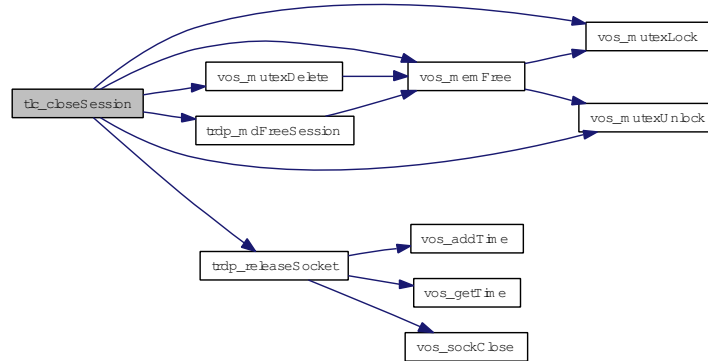 vos_mutexLock
vos_mutexDelete
vos_memFree
tlc_closeSession
trdp_mdFreeSession
vos_mutexUnlock
vos_addTime
trdp_releaseSocket
vos_getTime
vos_sockClose